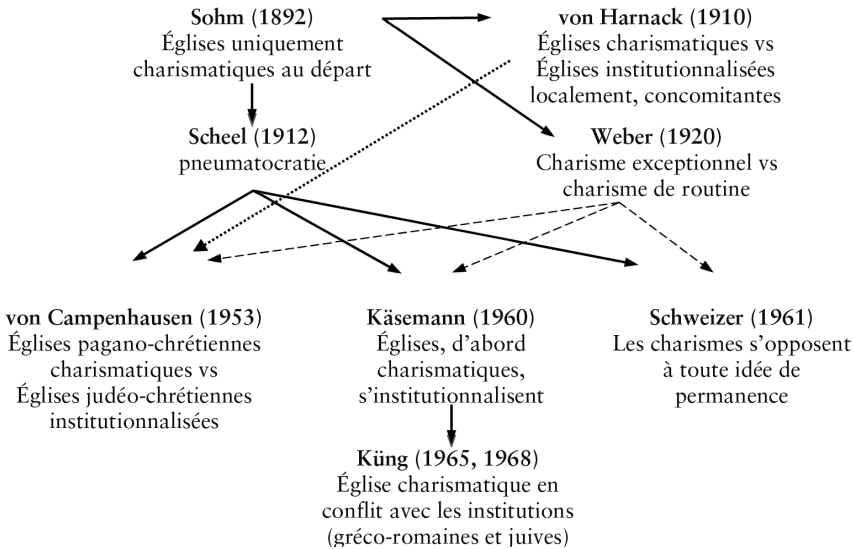 Sohm (1892)
Églises uniquement
charismatiques au départ
von Harnack (1910)
Églises charismatiques vs
Églises institutionnalisées
localement, concomitantes
Scheel (1912)
pneumatocratie
Weber (1920)
Charisme exceptionnel vs
charisme de routine
von Campenhausen (1953)
Églises pagano-chrétiennes
charismatiques vs
Églises judéo-chrétiennes
institutionnalisées
Käsemann (1960)
Églises, d’abord
charismatiques,
s’institutionnalisent
Schweizer (1961)
Les charismes s’opposent
à toute idée de
permanence
Küng (1965, 1968)
Église charismatique en
conflit avec les institutions
(gréco-romaines et juives)